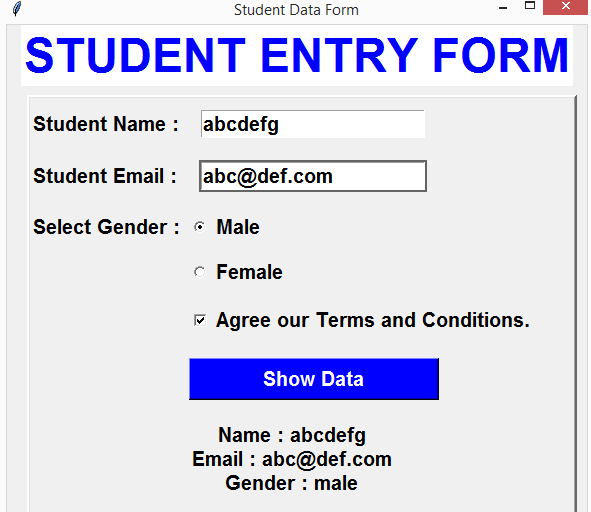 Student Data Form
STUDENT ENTRY FORM
Student Name : abcdefg
Student Email : abc@def.com
Select Gender : Male
Female
Agree our Terms and Conditions.
Show Data
Name : abcdefg
Email : abc@def.com
Gender : male